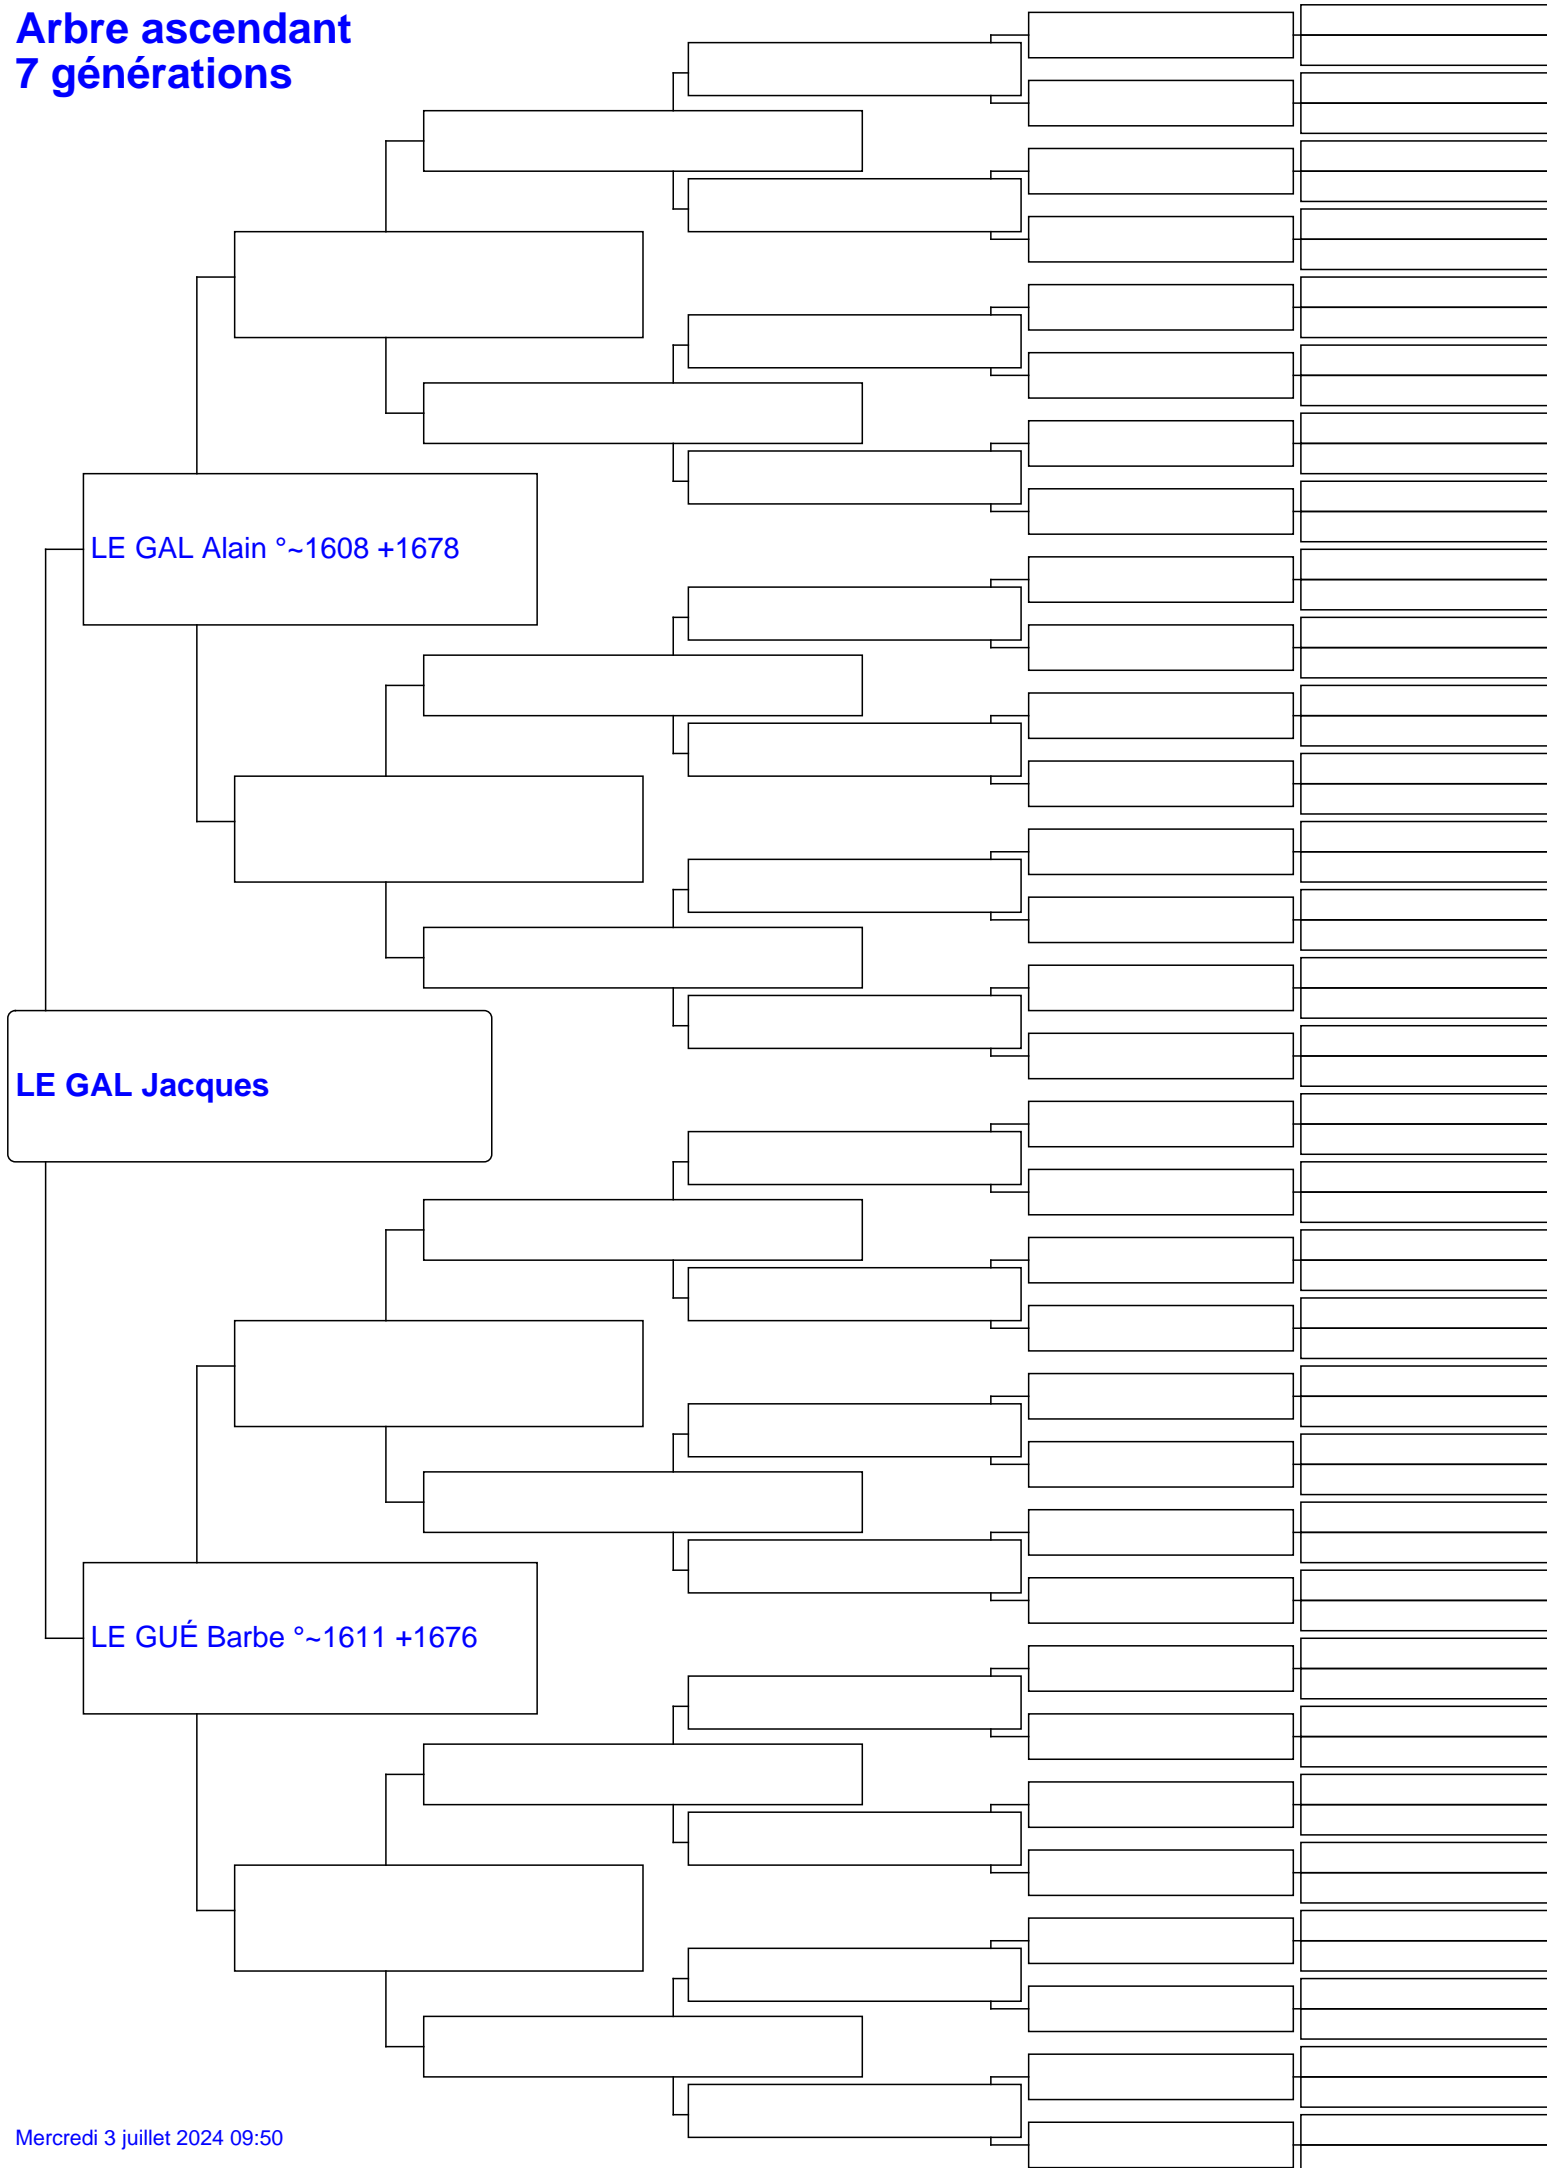 Arbre ascendant
7 générations
LE GAL Alain °~1608 +1678
LE GAL Jacques
LE GUÉ Barbe °~1611 +1676
Mercredi 3 juillet 2024 09:50